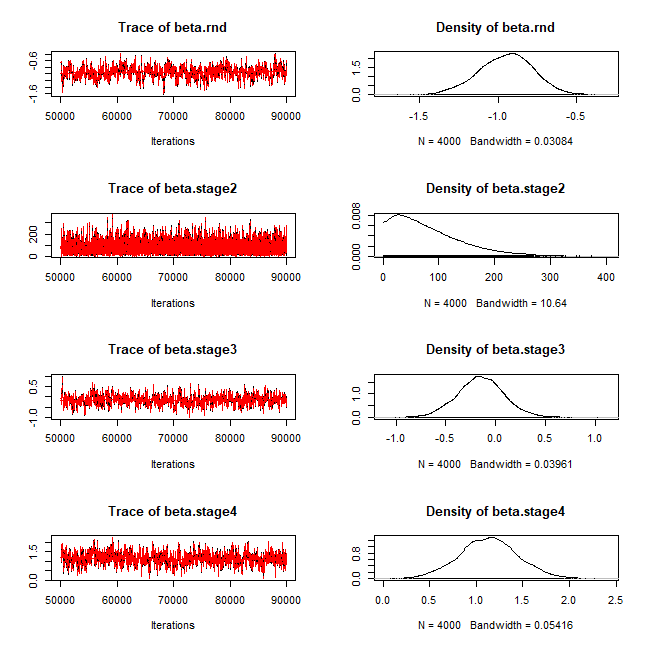 Trace of beta.rnd
-1.6 -0.6
50000 60000 70000 80000 90000
Iterations
Density of beta.rnd
0.0 1.5
-1.5 -1.0 -0.5
N = 4000 Bandwidth = 0.03084
Trace of beta.stage2
0 200
50000 60000 70000 80000 90000
Iterations
Density of beta.stage2
0.000 0.008
0 100 200 300 400
N = 4000 Bandwidth = 10.64
Trace of beta.stage3
-1.0 0.5
50000 60000 70000 80000 90000
Iterations
Density of beta.stage3
0.0 1.0
-1.0 -0.5 0.0 0.5 1.0
N = 4000 Bandwidth = 0.03961
Trace of beta.stage4
0.0 1.5
50000 60000 70000 80000 90000
Iterations
Density of beta.stage4
0.0 0.8
0.0 0.5 1.0 1.5 2.0 2.5
N = 4000 Bandwidth = 0.05416